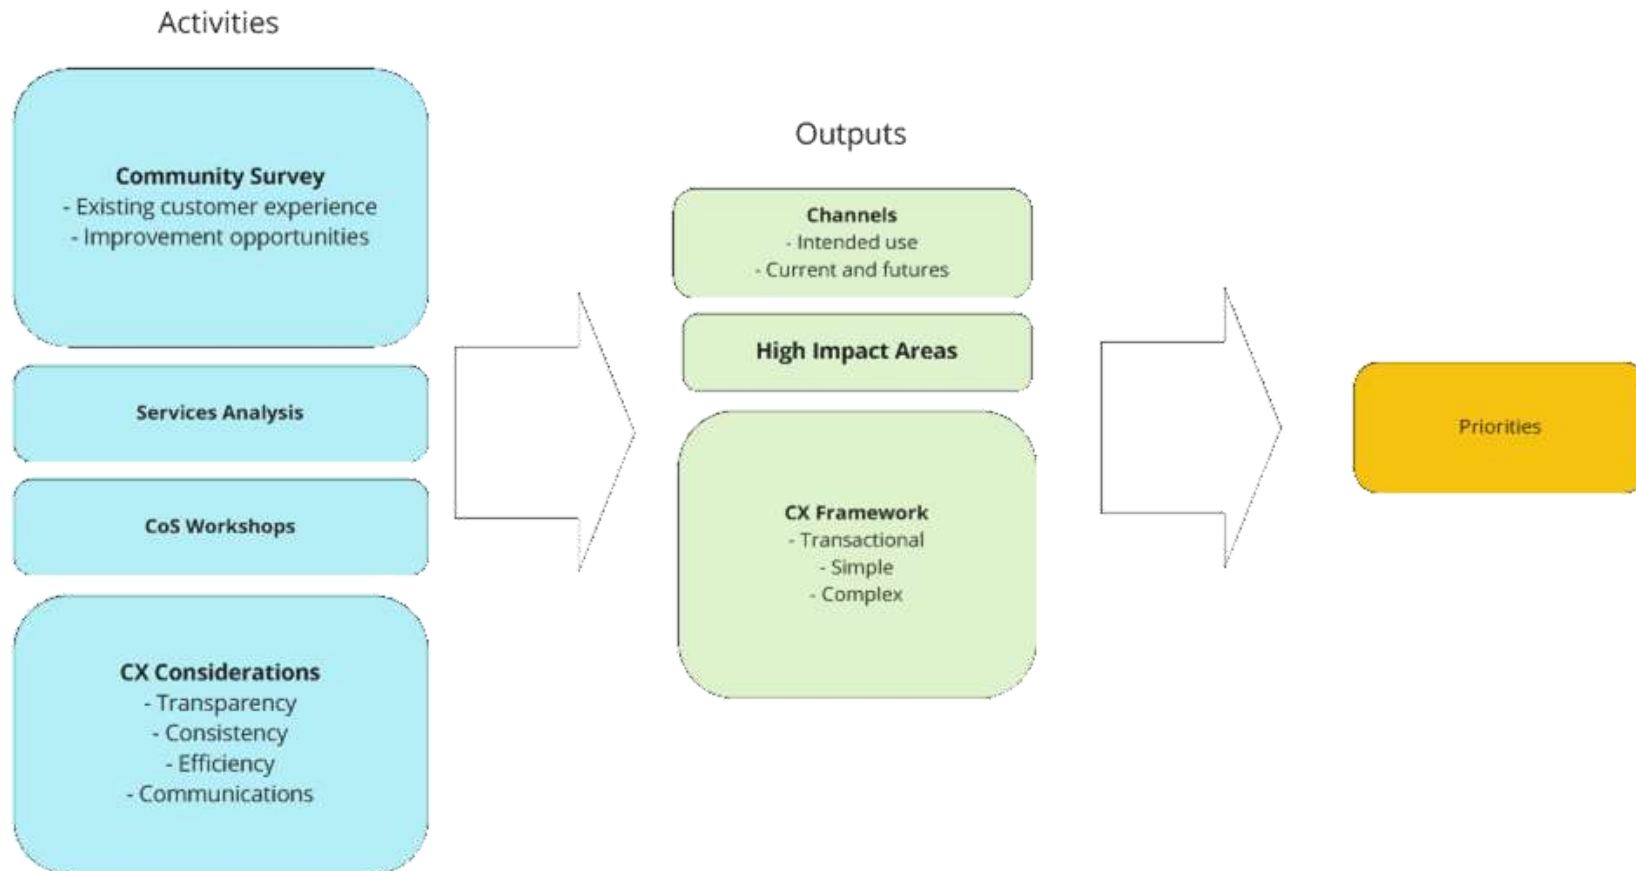 Activities
Community Survey
- Existing customer experience
- Improvement opportunities
Services Analysis
CoS Workshops
CX Considerations
- Transparency
- Consistency
- Efficiency
- Communications
Outputs
Channels
- Intended use
- Current and futures
High Impact Areas
CX Framework
- Transactional
- Simple
- Complex
Priorities